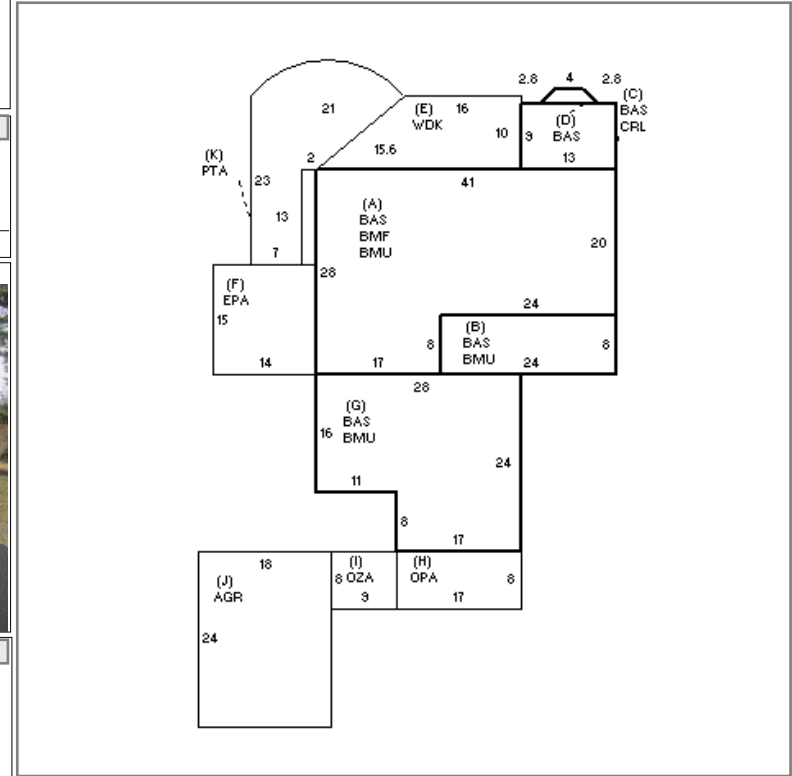 2.8 4 2.8
(C)
BAS
CRL
21
(E)
WDK
16
10
9
(D)
BAS
13
15.6
2
(K)
PTA
23
41
13
(A)
BAS
BMF
BMU
20
7
28
(F)
EPA
15
24
(B)
BAS
BMU
8
8
14
17
24
28
(G)
BAS
BMU
16
24
11
8
17
18
(J)
AGR
(I)
8 OZA
9
(H)
OPA
8
17
24